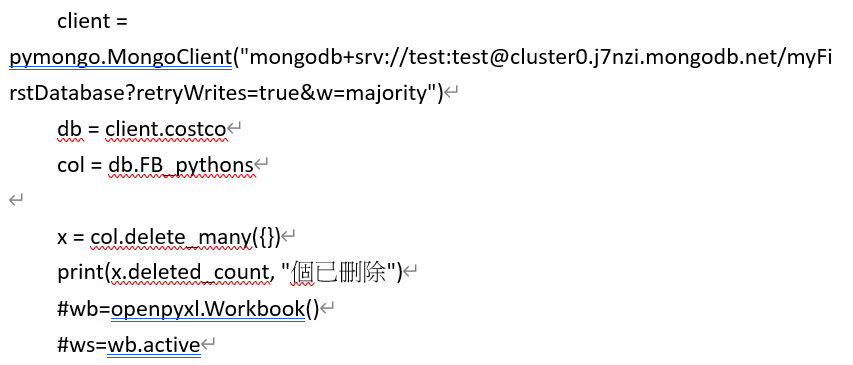 client =
pymongo.MongoClient("mongodb+srv://test:test@cluster0.j7nzi.mongodb.net/myFi
rstDatabase?retryWrites=true&w=majority")↵
db = client.costco↵
col = db.FB_pythons↵
↵
x = col.delete_many({})↵
print(x.deleted_count, "個已刪除")↵
#wb=openpyxl.Workbook()↵
#ws=wb.active↵